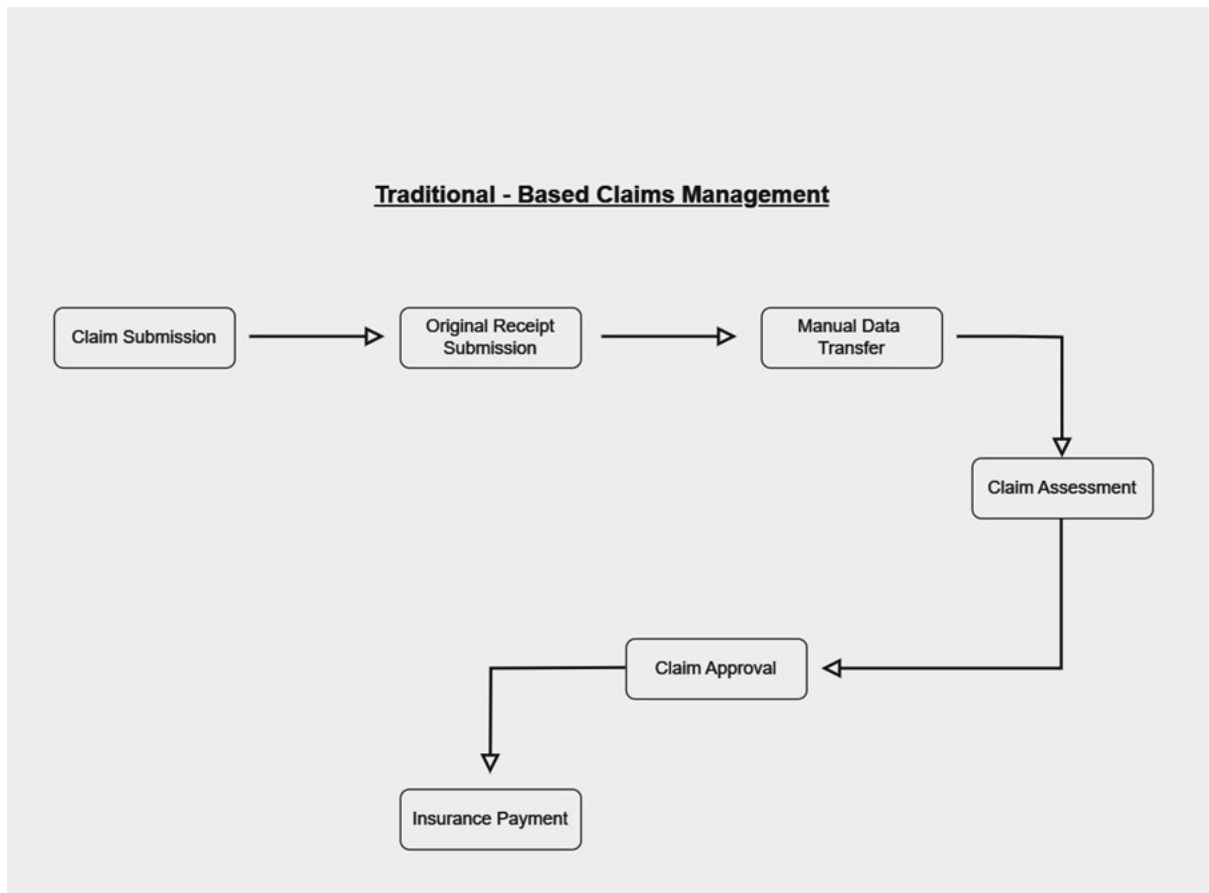 Traditional - Based Claims Management
Claim Submission
Original Receipt
Submission
Manual Data
Transfer
Claim Assessment
Claim Approval
Insurance Payment